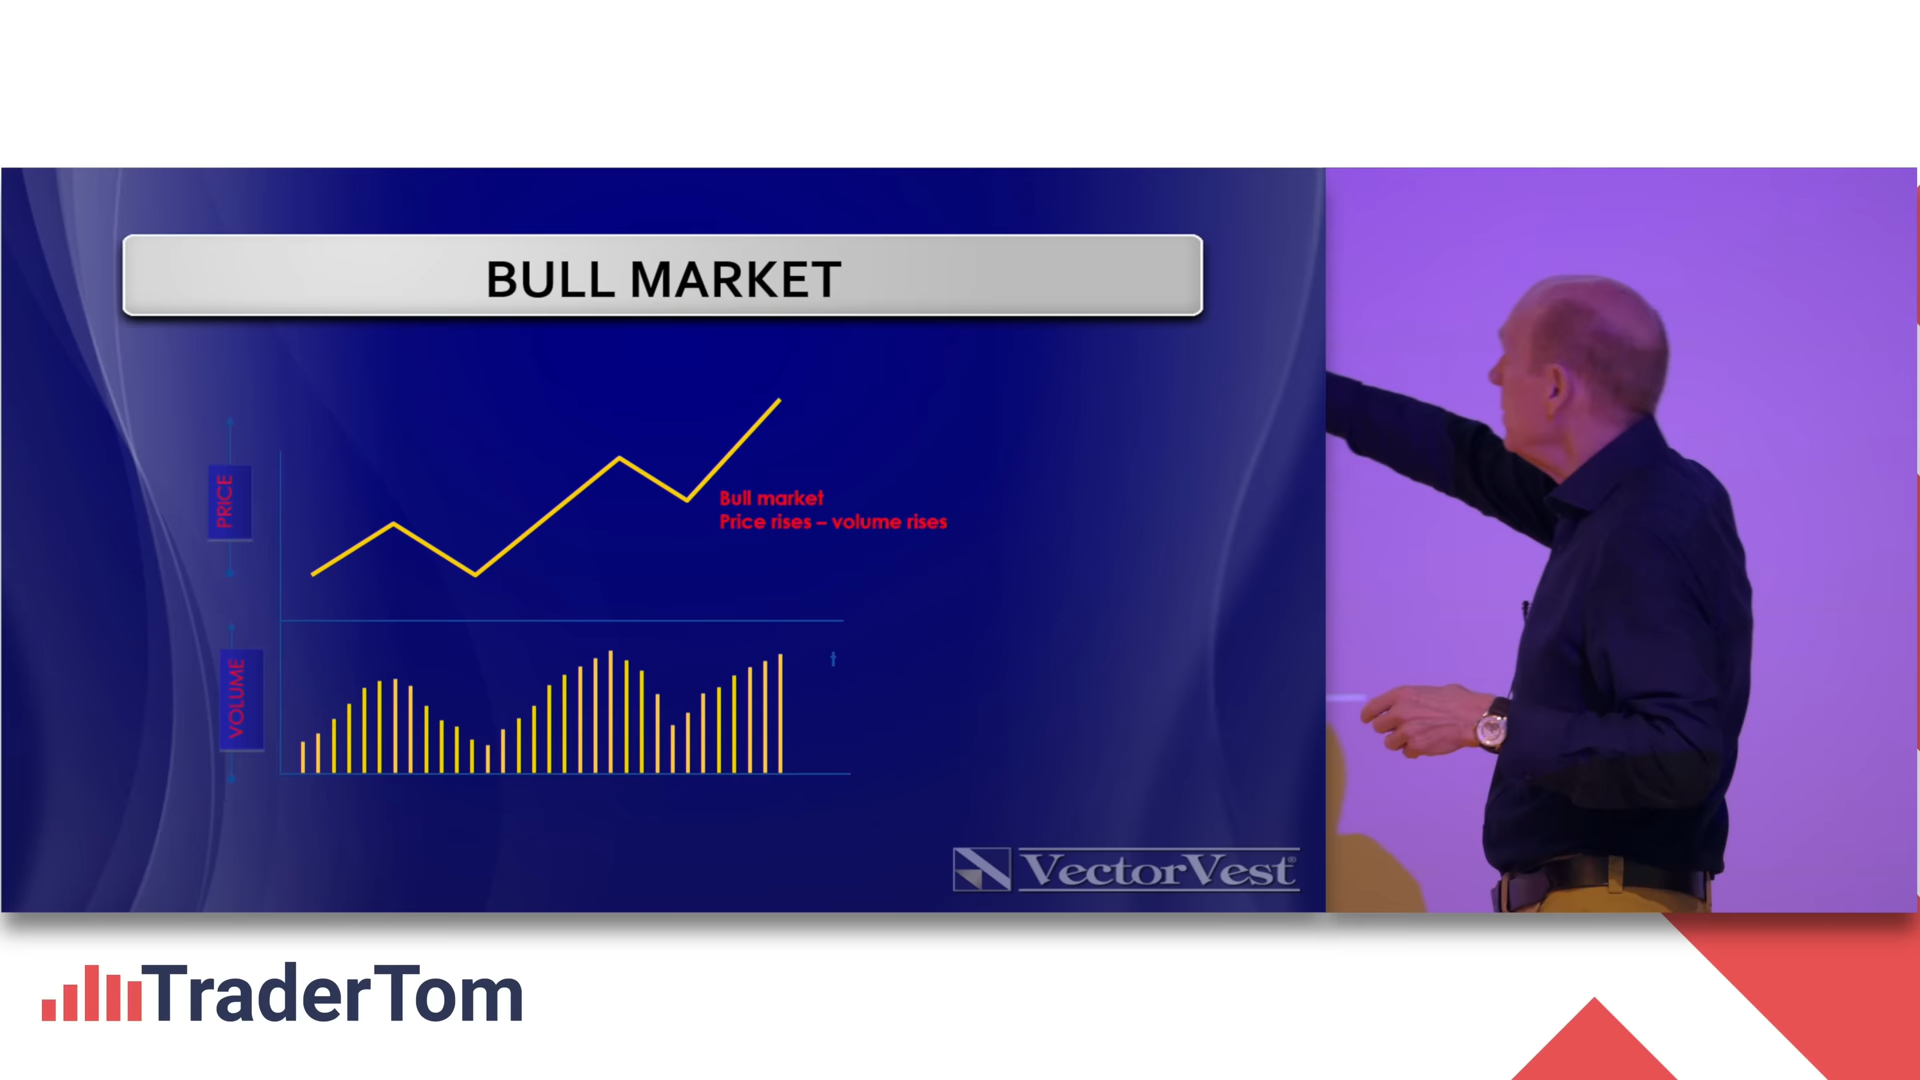 BULL MARKET
PRICE
Bull market
Price rises – volume rises
VOLUME
t
VectorVest®
TraderTom